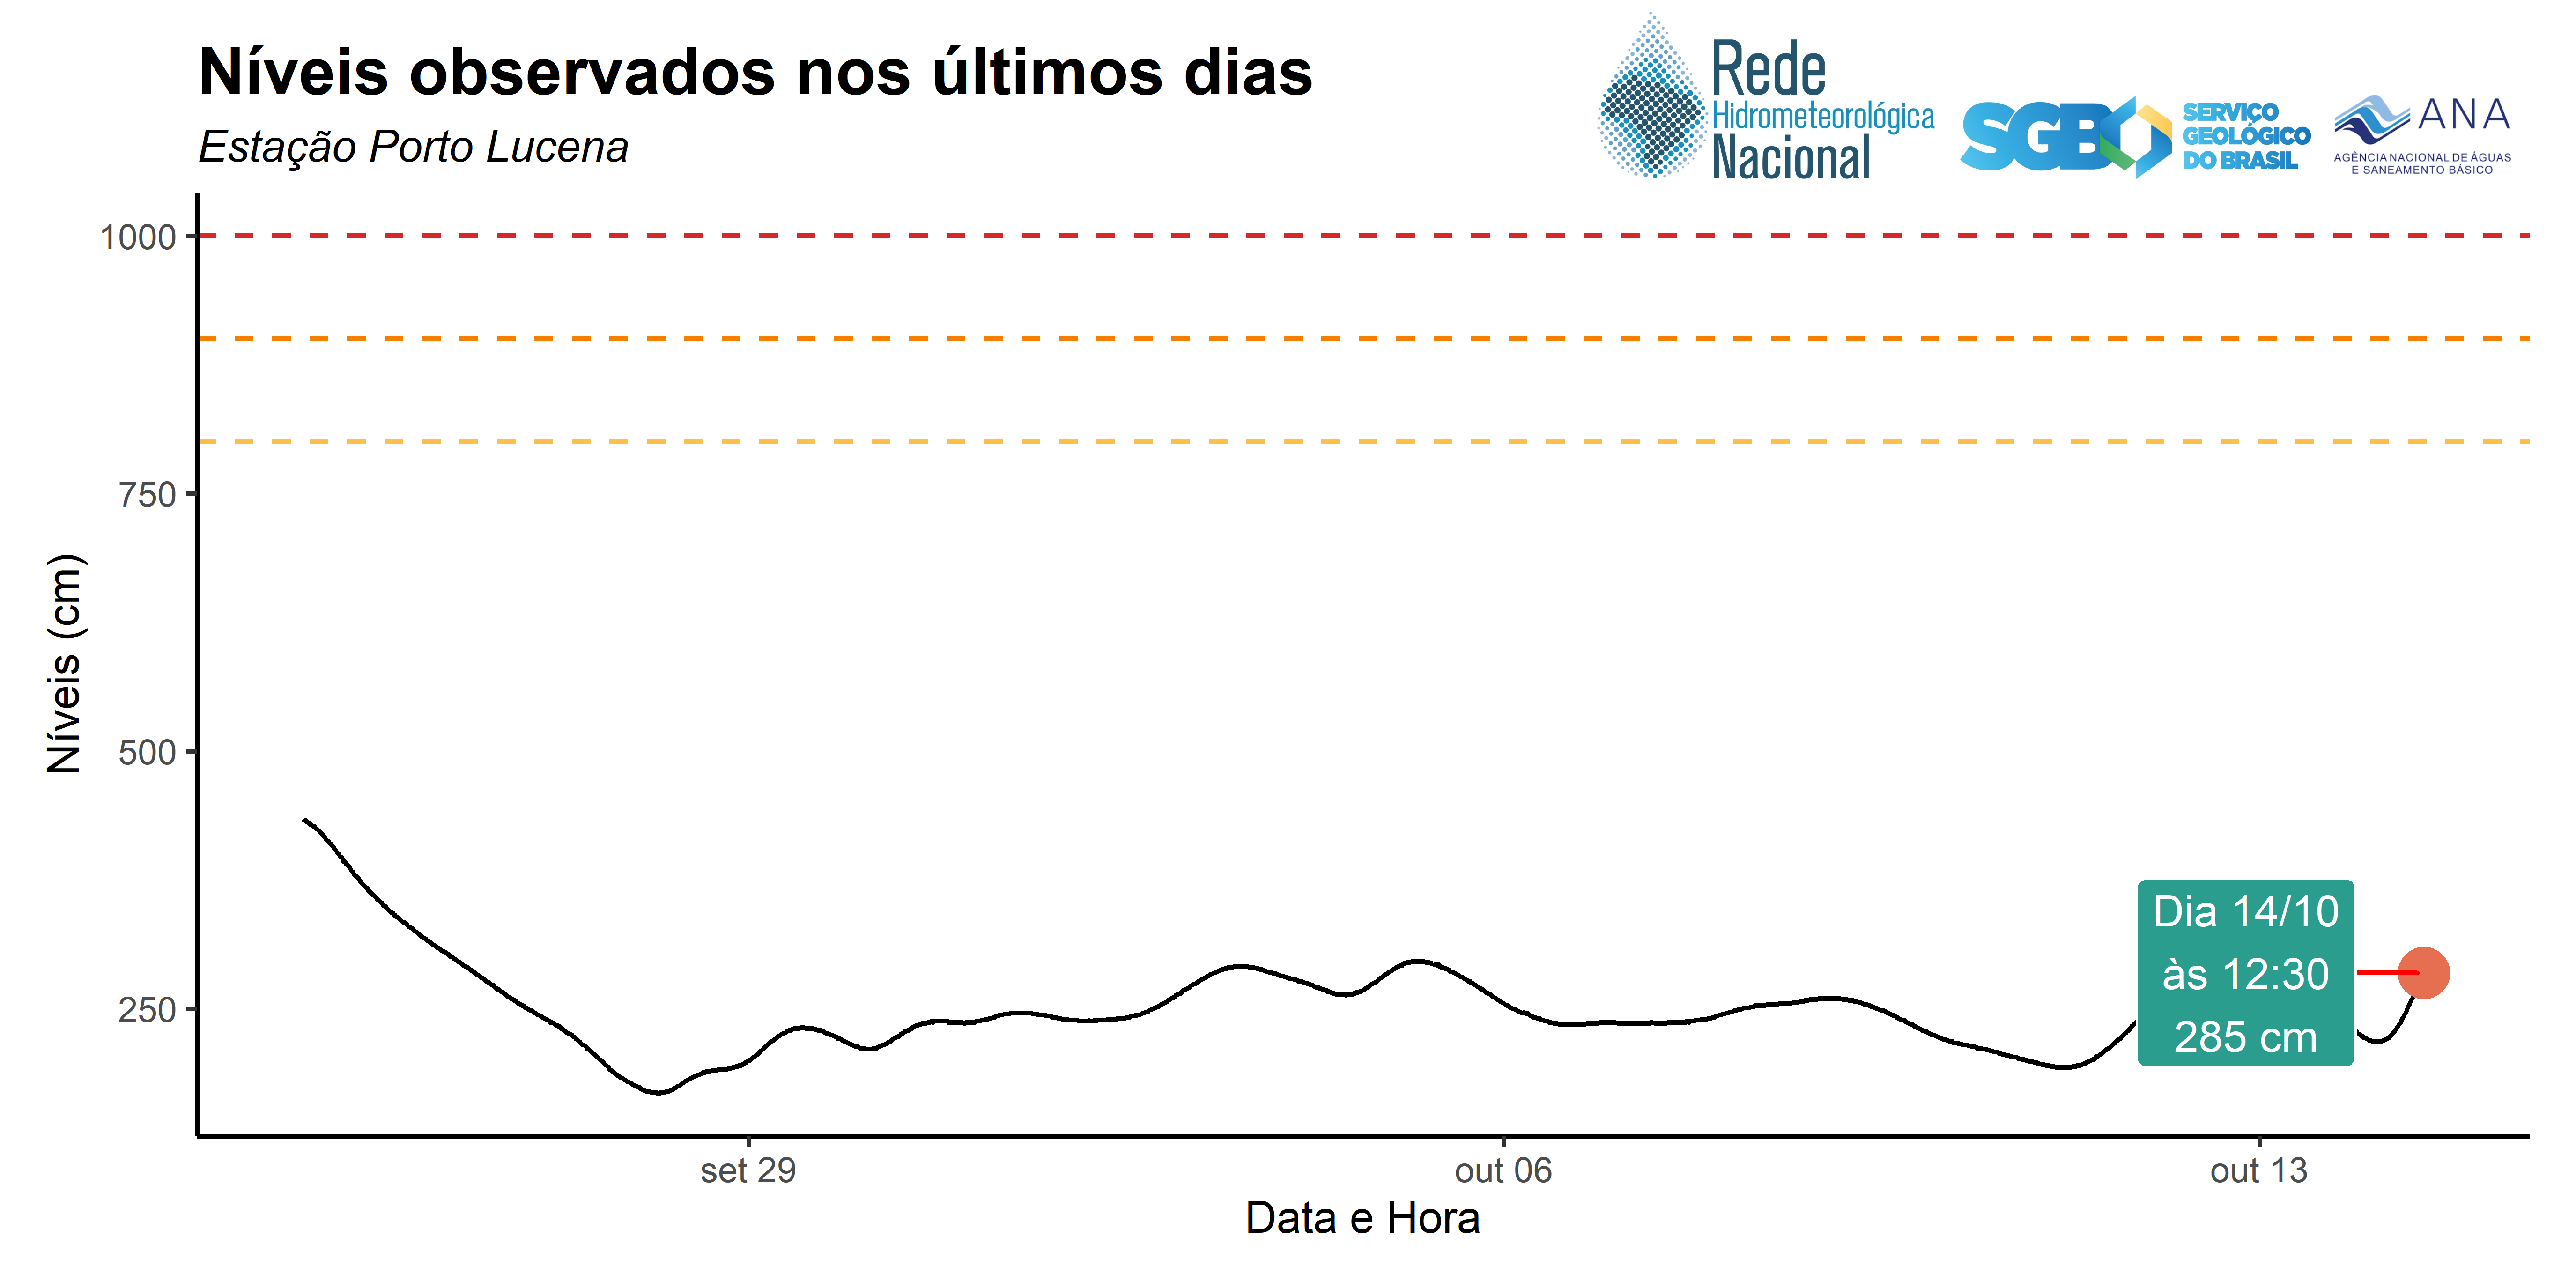 Níveis observados nos últimos dias
Estação Porto Lucena
Rede
Hidrometeorológica
Nacional
SGB
SERVIÇO
GEOLÓGICO
DO BRASIL
ANA
AGÊNCIA NACIONAL DE ÁGUAS
E SANEAMENTO BÁSICO
Níveis (cm)
1000
750
500
250
Dia 14/10
às 12:30
285 cm
set 29
out 06
out 13
Data e Hora